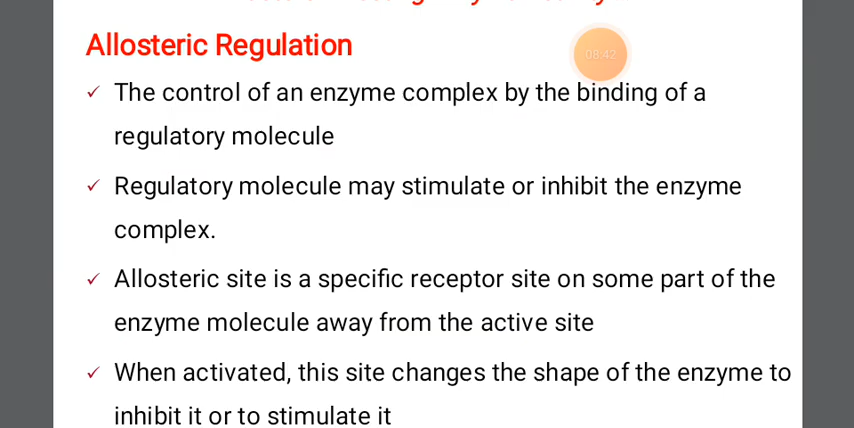 Allosteric Regulation
08:42
✓ The control of an enzyme complex by the binding of a
regulatory molecule
✓ Regulatory molecule may stimulate or inhibit the enzyme
complex.
✓ Allosteric site is a specific receptor site on some part of the
enzyme molecule away from the active site
✓ When activated, this site changes the shape of the enzyme to
inhibit it or to stimulate it